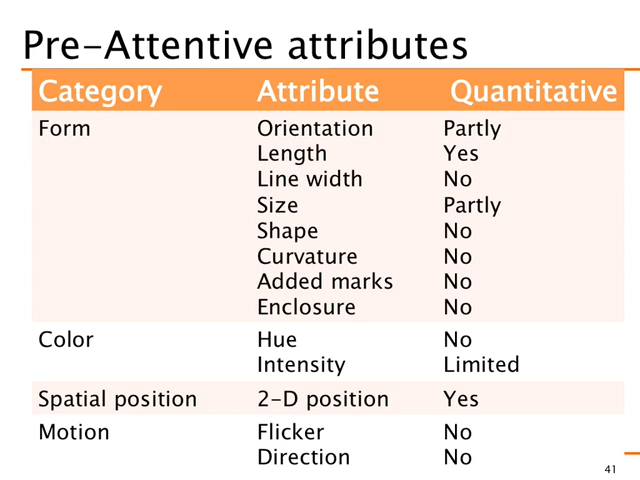 Pre-Attentive attributes
Category Attribute Quantitative
Form Orientation Partly
Length Yes
Line width No
Size Partly
Shape No
Curvature No
Added marks No
Enclosure No
Color Hue No
Intensity Limited
Spatial position 2-D position Yes
Motion Flicker No
Direction No
41